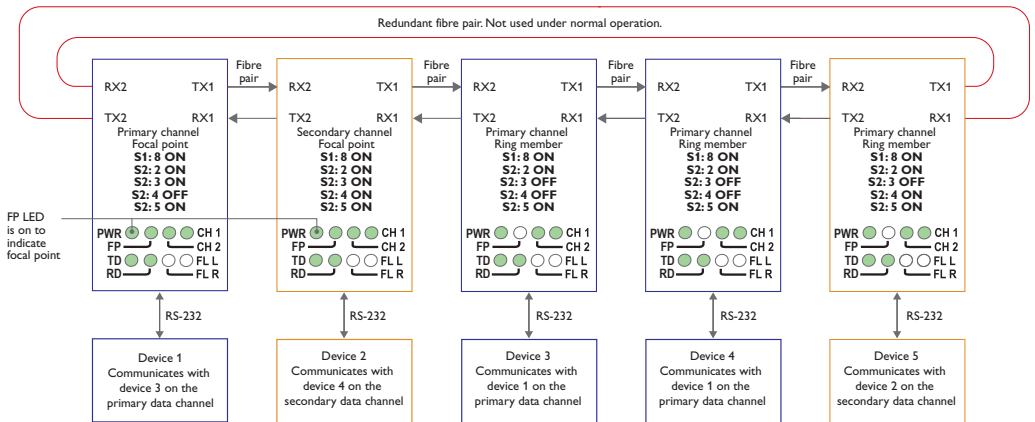 Redundant fibre pair. Not used under normal operation.
Fibre
pair
Fibre
pair
Fibre
pair
Fibre
pair
RX2 TX1
TX2 RX1
Primary channel
Focal point
S1: 8 ON
S2: 2 ON
S2: 3 ON
S2: 4 OFF
S2: 5 ON
PWR CH 1
FP CH 2
TD FL L
RD FL R
RX2 TX1
TX2 RX1
Secondary channel
Focal point
S1: 8 ON
S2: 2 ON
S2: 3 ON
S2: 4 ON
S2: 5 ON
PWR CH 1
FP CH 2
TD FL L
RD FL R
RX2 TX1
TX2 RX1
Primary channel
Ring member
S1: 8 ON
S2: 2 ON
S2: 3 OFF
S2: 4 OFF
S2: 5 ON
PWR CH 1
FP CH 2
TD FL L
RD FL R
RX2 TX1
TX2 RX1
Primary channel
Ring member
S1: 8 ON
S2: 2 ON
S2: 3 OFF
S2: 4 OFF
S2: 5 ON
PWR CH 1
FP CH 2
TD FL L
RD FL R
RX2 TX1
TX2 RX1
Primary channel
Ring member
S1: 8 ON
S2: 2 ON
S2: 3 OFF
S2: 4 ON
S2: 5 ON
PWR CH 1
FP CH 2
TD FL L
RD FL R
FP LED
is on to
indicate
focal point
RS-232
RS-232
RS-232
RS-232
RS-232
Device 1
Communicates with
device 3 on the
primary data channel
Device 2
Communicates with
device 4 on the
secondary data channel
Device 3
Communicates with
device 1 on the
primary data channel
Device 4
Communicates with
device 1 on the
primary data channel
Device 5
Communicates with
device 2 on the
secondary data channel